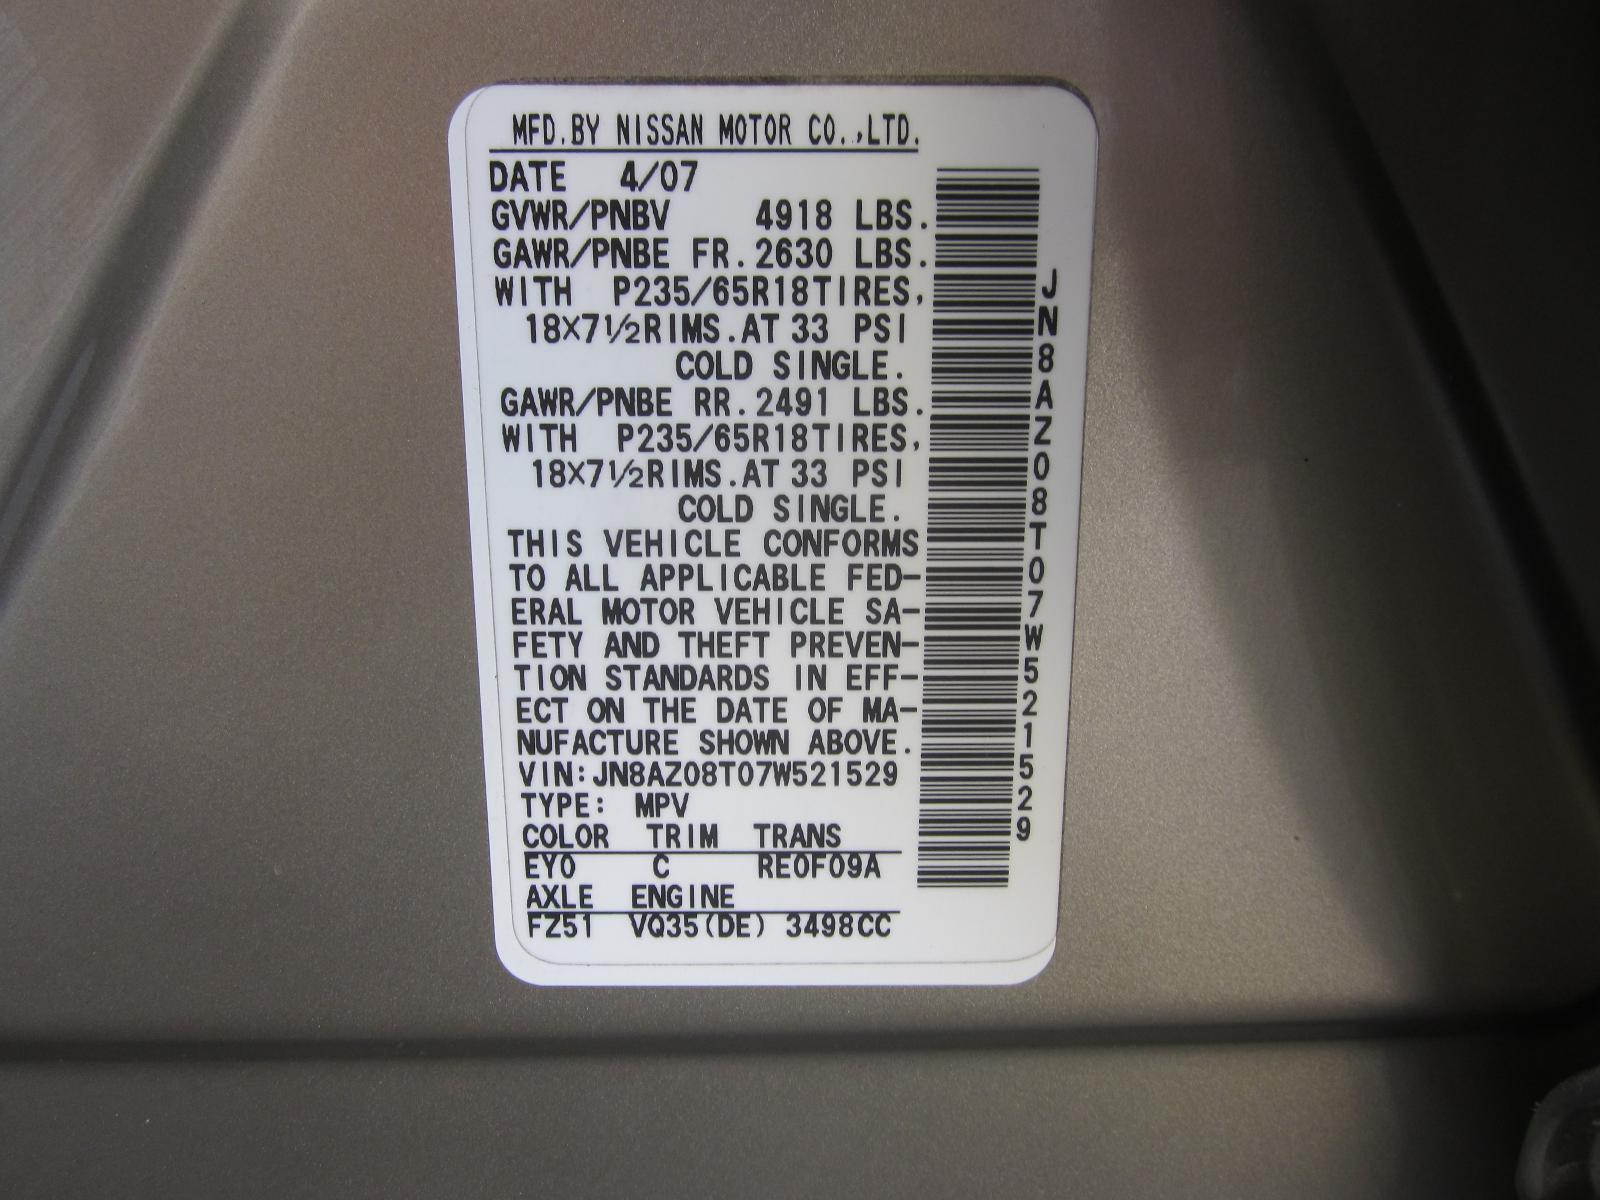 MFD.BY NISSAN MOTOR CO.,LTD.
DATE 4/07
GVWR/PNBV 4918 LBS.
GAWR/PNBE FR.2630 LBS.
WITH P235/65R18TIRES,
18×7½RIMS.AT 33 PSI
COLD SINGLE.
GAWR/PNBE RR.2491 LBS.
WITH P235/65R18TIRES,
18×7½RIMS.AT 33 PSI
COLD SINGLE.
THIS VEHICLE CONFORMS
TO ALL APPLICABLE FED-
ERAL MOTOR VEHICLE SA-
FETY AND THEFT PREVEN-
TION STANDARDS IN EFF-
ECT ON THE DATE OF MA-
NUFACTURE SHOWN ABOVE.
VIN:JN8AZ08T07W521529
TYPE: MPV
COLOR TRIM TRANS
EY0 C RE0F09A
AXLE ENGINE
FZ51 VQ35(DE) 3498CC
JN8AZ08T07W521529